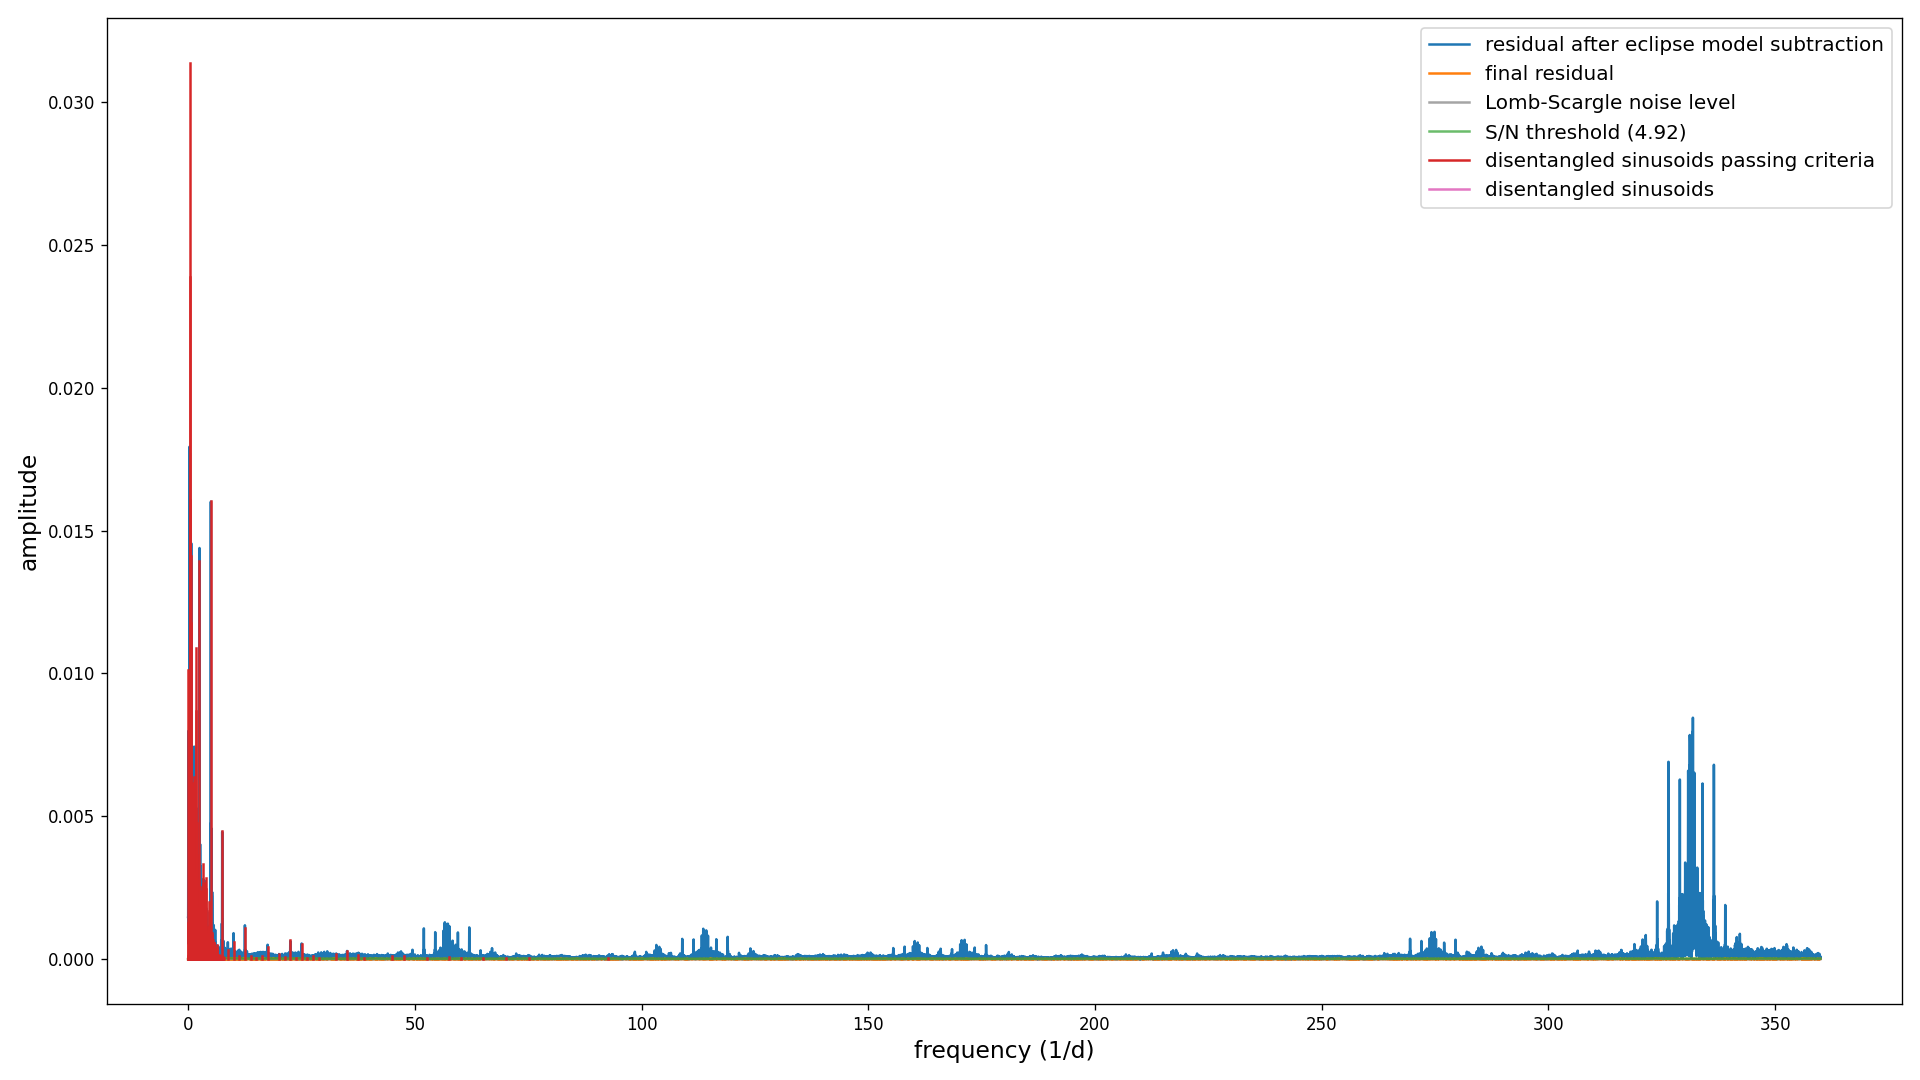 residual after eclipse model subtraction
final residual
Lomb-Scargle noise level
S/N threshold (4.92)
disentangled sinusoids passing criteria
disentangled sinusoids
amplitude
0.030
0.025
0.020
0.015
0.010
0.005
0.000
0 50 100 150 200 250 300 350
frequency (1/d)